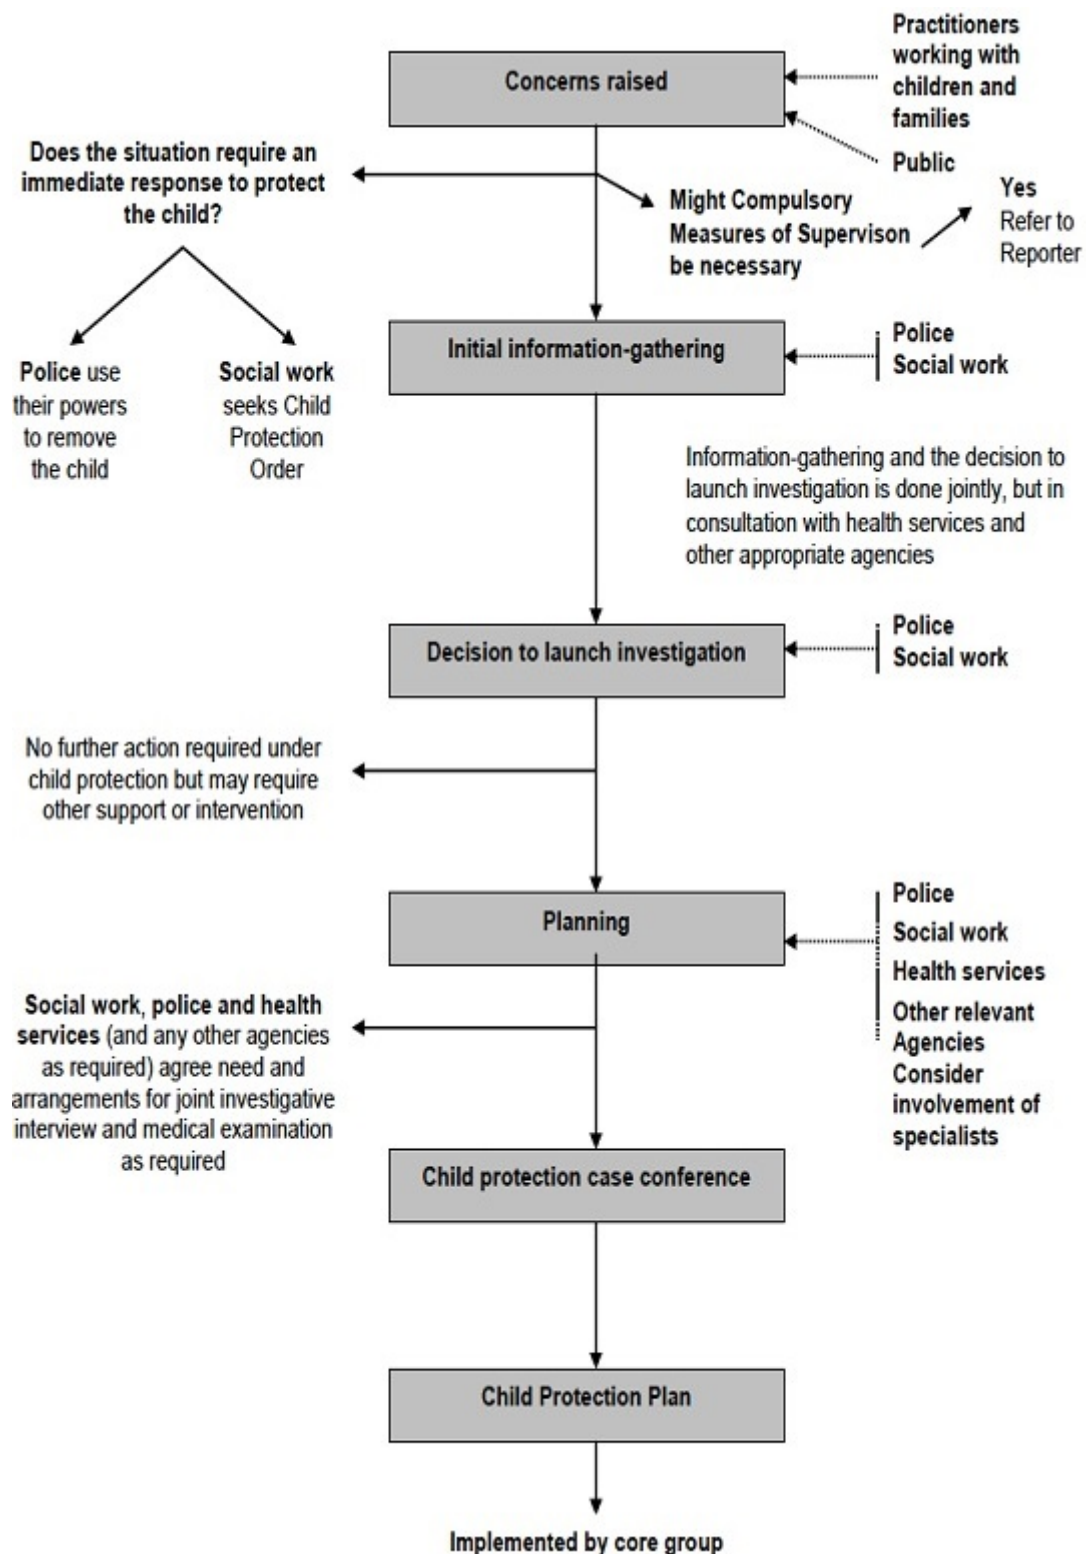 Practitioners
working with
children and
families
Concerns raised
Public
Does the situation require an
immediate response to protect
the child?
Might Compulsory
Measures of Supervison
be necessary
Yes
Refer to
Reporter
Police use
their powers
to remove
the child
Social work
seeks Child
Protection
Order
Initial information-gathering
Police
Social work
Information-gathering and the decision to
launch investigation is done jointly, but in
consultation with health services and
other appropriate agencies
Decision to launch investigation
Police
Social work
No further action required under
child protection but may require
other support or intervention
Planning
Police
Social work
Health services
Other relevant
Agencies
Consider
involvement of
specialists
Social work, police and health
services (and any other agencies
as required) agree need and
arrangements for joint investigative
interview and medical examination
as required
Child protection case conference
Child Protection Plan
Implemented by core group